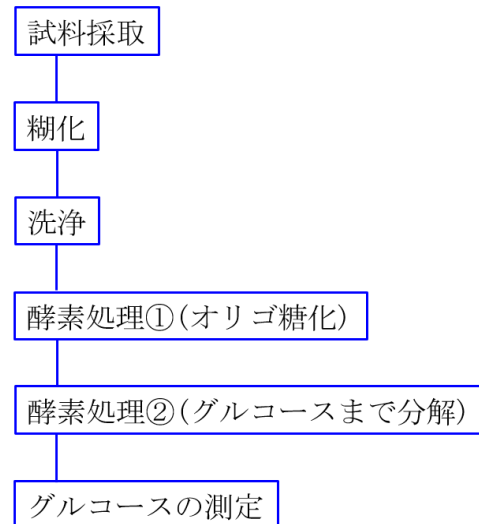 試料採取
糊化
洗浄
酵素処理①(オリゴ糖化)
酵素処理②(グルコースまで分解)
グルコースの測定